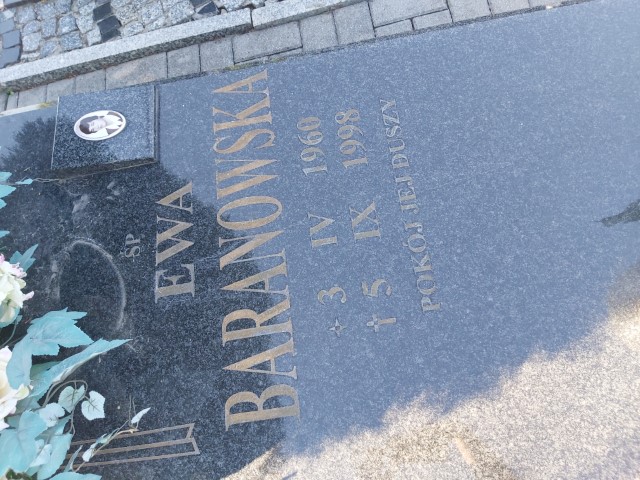 ŚP
EWA
BARANOWSKA
✶ 3 IV 1960
✝ 5 IX 1998
POKÓJ JEJ DUSZY